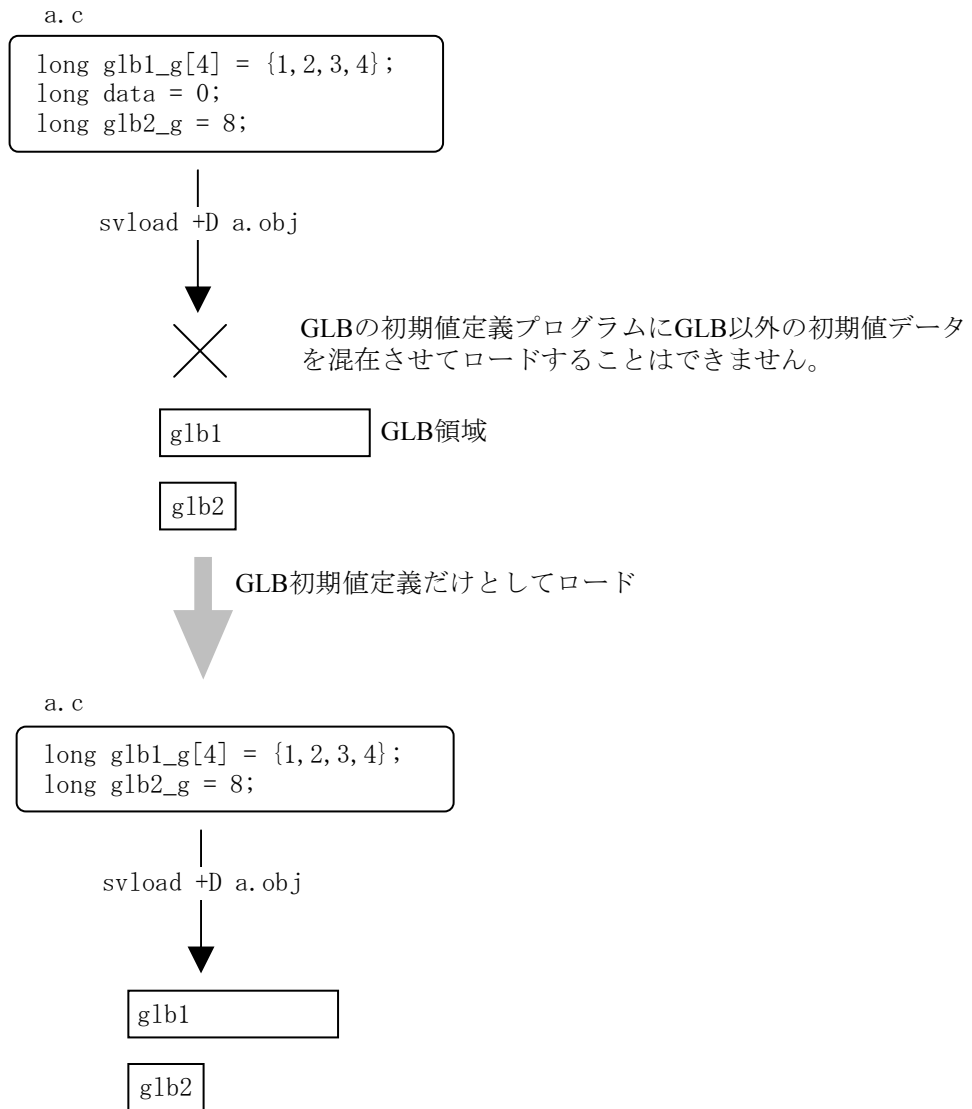 a.c
long glb1_g[4] = {1,2,3,4};
long data = 0;
long glb2_g = 8;
svload +D a.obj
GLBの初期値定義プログラムにGLB以外の初期値データ
を混在させてロードすることはできません。
glb1
GLB領域
glb2
GLB初期値定義だけとしてロード
a.c
long glb1_g[4] = {1,2,3,4};
long glb2_g = 8;
svload +D a.obj
glb1
glb2